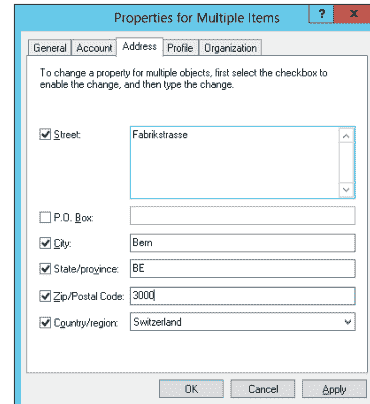 Properties for Multiple Items
? x
General Account Address Profile Organization
To change a property for multiple objects, first select the checkbox to
enable the change, and then type the change.
Street: Fabrikstrasse
P.O. Box:
City: Bern
State/province: BE
Zip/Postal Code: 3000
Country/region: Switzerland
OK Cancel Apply